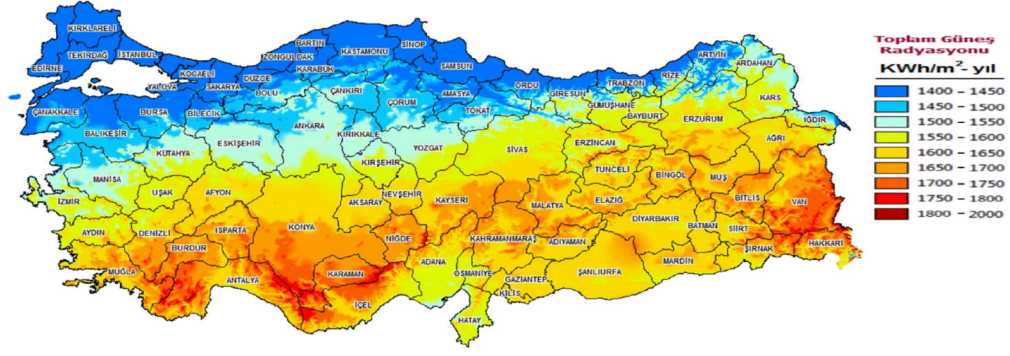 KIRKLARELİ
TEKİRDAĞ
İSTANBUL
EDİRNE
KOCAELİ
YALOVA
SAKARYA
DÜZCE
ZONGULDAK
BARTIN
KARABÜK
KASTAMONU
SİNOP
SAMSUN
ORDU
GİRESUN
TRABZON
RİZE
ARTVİN
ARDAHAN
ÇANAKKALE
BALIKESİR
BURSA
BİLECİK
BOLU
ÇANKIRI
ÇORUM
AMASYA
TOKAT
GÜMÜŞHANE
BAYBURT
ERZURUM
KARS
IĞDIR
AĞRI
KÜTAHYA
ESKİŞEHİR
ANKARA
KIRIKKALE
YOZGAT
SİVAS
ERZİNCAN
TUNCELİ
BİNGÖL
MUŞ
MANİSA
İZMİR
UŞAK
AFYON
KIRŞEHİR
NEVŞEHİR
AKSARAY
KAYSERİ
MALATYA
ELAZIĞ
DİYARBAKIR
BATMAN
BİTLİS
SİİRT
VAN
AYDIN
DENİZLİ
ISPARTA
BURDUR
KONYA
NİĞDE
KAHRAMANMARAŞ
ADIYAMAN
ŞIRNAK
HAKKARİ
MUĞLA
ANTALYA
KARAMAN
İÇEL
ADANA
OSMANİYE
GAZİANTEP
KİLİS
ŞANLIURFA
MARDİN
HATAY
Toplam Güneş
Radyasyonu
KWh/m²- yıl
1400 – 1450
1450 – 1500
1500 – 1550
1550 – 1600
1600 – 1650
1650 – 1700
1700 – 1750
1750 – 1800
1800 – 2000